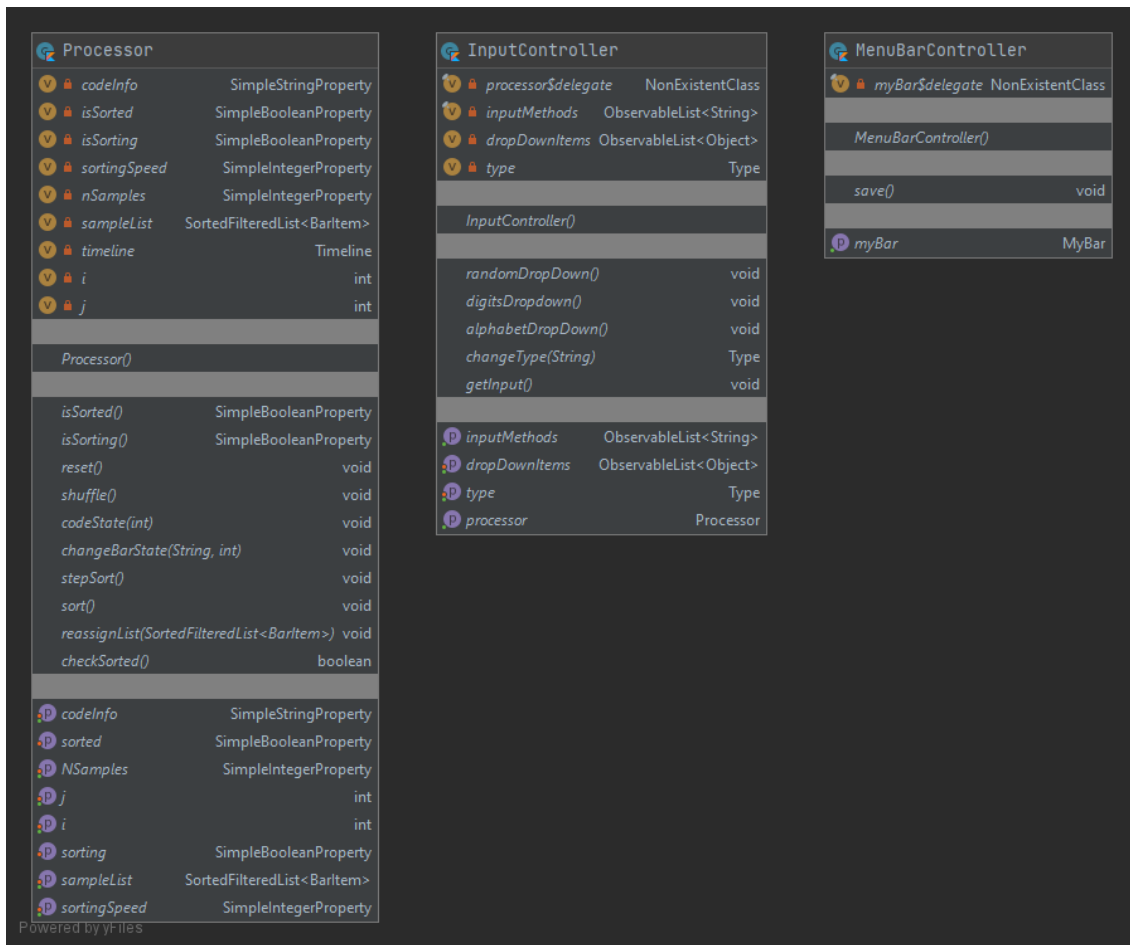 Processor
codeInfo SimpleStringProperty
isSorted SimpleBooleanProperty
isSorting SimpleBooleanProperty
sortingSpeed SimpleIntegerProperty
nSamples SimpleIntegerProperty
sampleList SortedFilteredList<BarItem>
timeline Timeline
i int
j int
Processor()
isSorted() SimpleBooleanProperty
isSorting() SimpleBooleanProperty
reset() void
shuffle() void
codeState(int) void
changeBarState(String, int) void
stepSort() void
sort() void
reassignList(SortedFilteredList<BarItem>) void
checkSorted() boolean
codeInfo SimpleStringProperty
sorted SimpleBooleanProperty
NSamples SimpleIntegerProperty
j int
i int
sorting SimpleBooleanProperty
sampleList SortedFilteredList<BarItem>
sortingSpeed SimpleIntegerProperty
InputController
processor$delegate NonExistentClass
inputMethods ObservableList<String>
dropDownItems ObservableList<Object>
type Type
InputController()
randomDropDown() void
digitsDropdown() void
alphabetDropDown() void
changeType(String) Type
getInput() void
inputMethods ObservableList<String>
dropDownItems ObservableList<Object>
type Type
processor Processor
MenuBarController
myBar$delegate NonExistentClass
MenuBarController()
save() void
myBar MyBar
Powered by yFiles